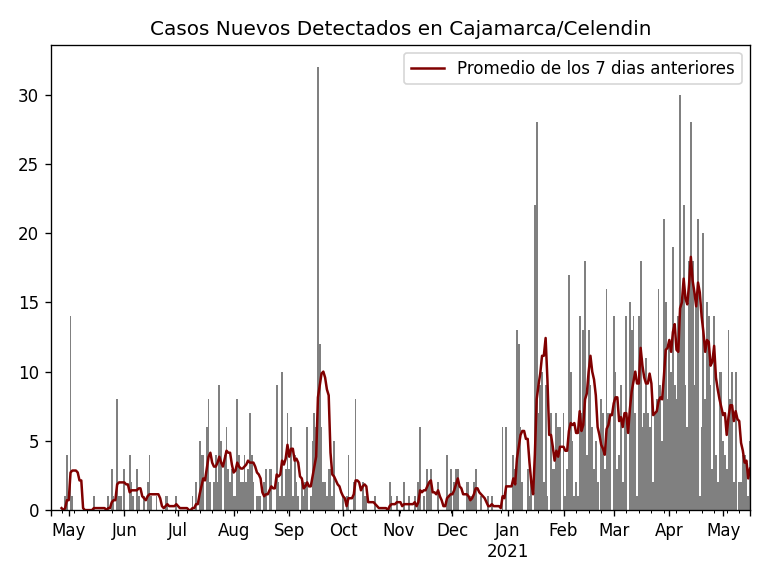 Casos Nuevos Detectados en Cajamarca/Celendin
Promedio de los 7 dias anteriores
30
25
20
15
10
5
0
May Jun Jul Aug Sep Oct Nov Dec Jan Feb Mar Apr May
2021